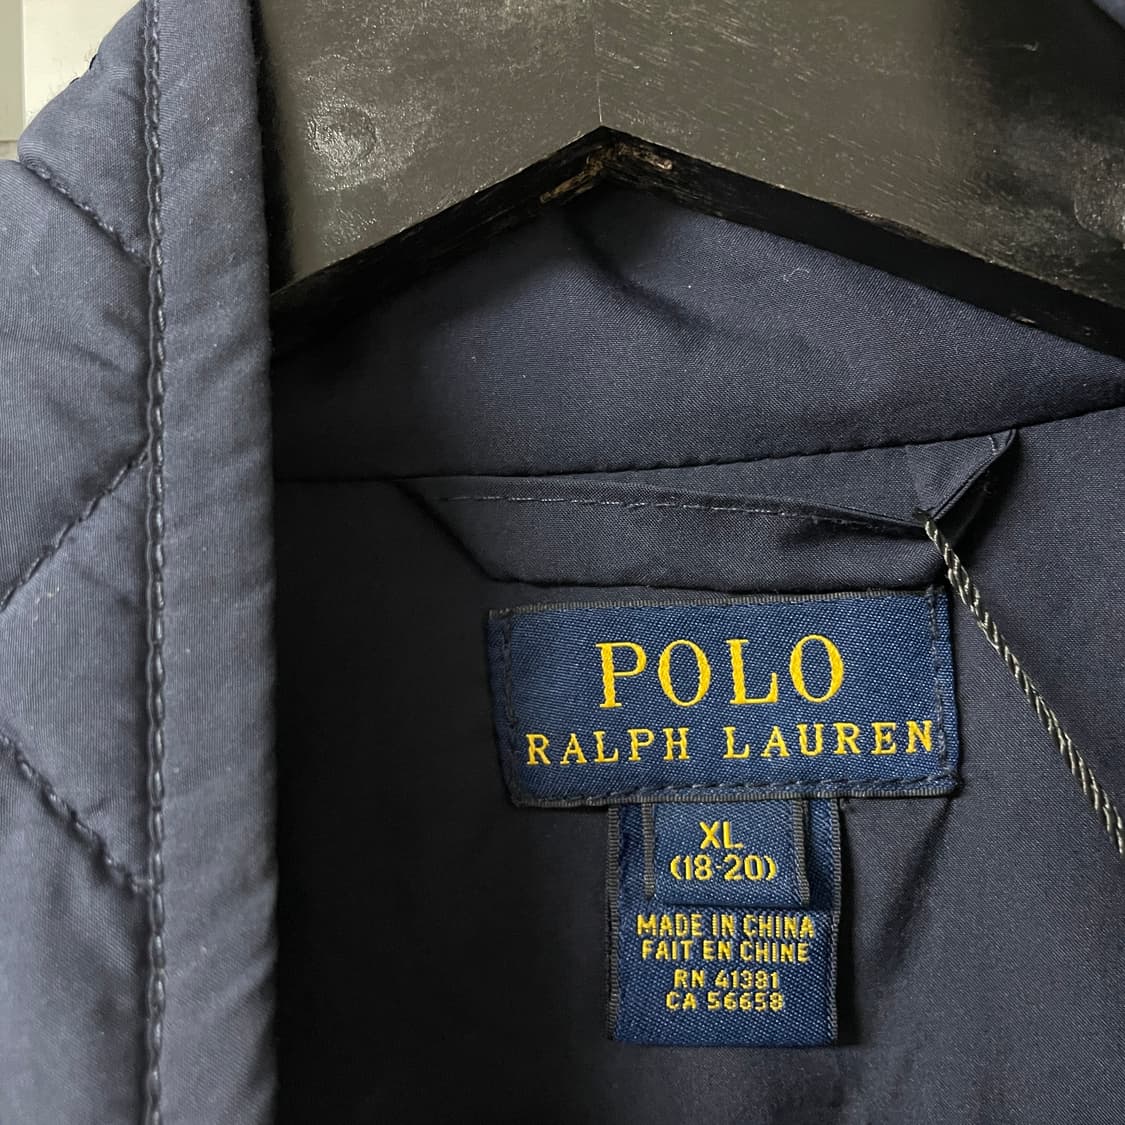 POLO
RALPH LAUREN
XL
(18-20)
MADE IN CHINA
FAIT EN CHINE
RN 41381
CA 56658